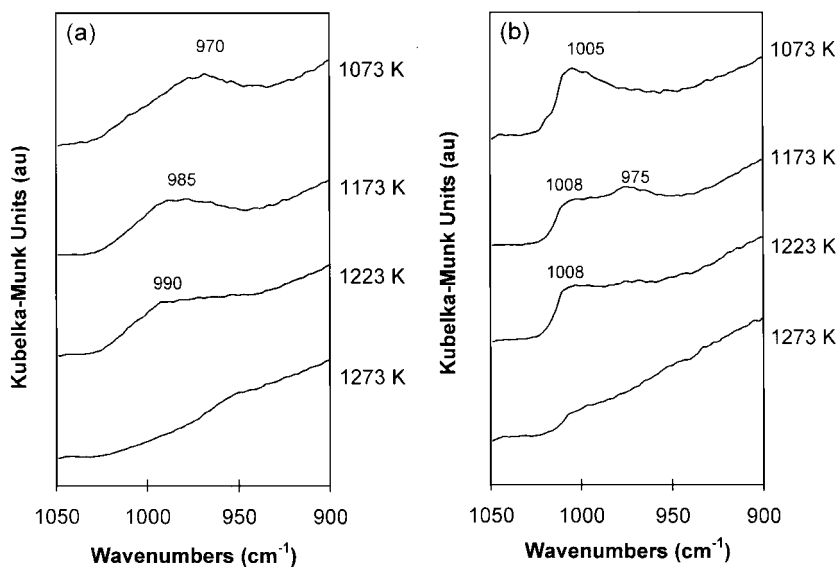 (a)
970
1073 K
985
1173 K
990
1223 K
1273 K
Kubelka-Munk Units (au)
1050 1000 950 900
Wavenumbers (cm⁻¹)
(b)
1005
1073 K
1008 975
1173 K
1008
1223 K
1273 K
Kubelka-Munk Units (au)
1050 1000 950 900
Wavenumbers (cm⁻¹)